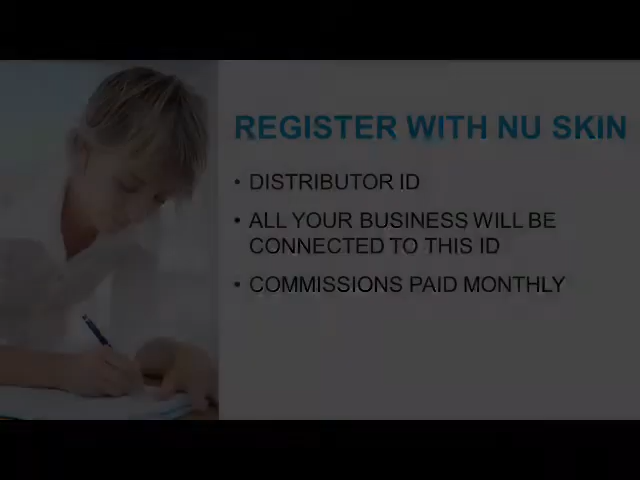 REGISTER WITH NU SKIN
• DISTRIBUTOR ID
• ALL YOUR BUSINESS WILL BE
CONNECTED TO THIS ID
• COMMISSIONS PAID MONTHLY